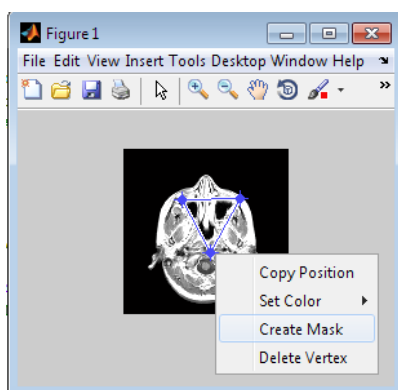 Figure 1
File Edit View Insert Tools Desktop Window Help
Copy Position
Set Color
Create Mask
Delete Vertex